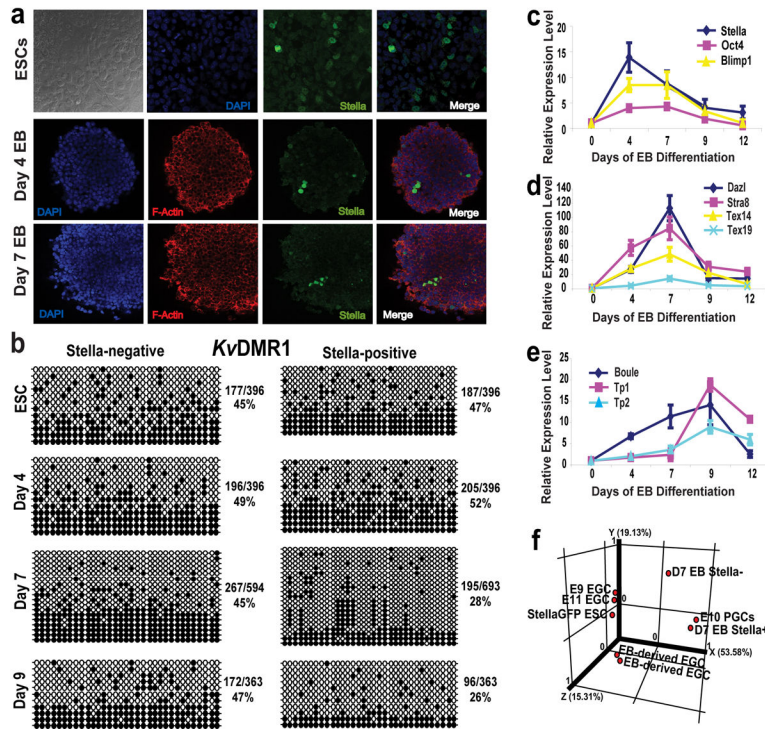 a
ESCs
DAPI
Stella
Merge
Day 4 EB
DAPI
F-Actin
Stella
Merge
Day 7 EB
DAPI
F-Actin
Stella
Merge
b
Stella-negative
KvDMR1
Stella-positive
ESC
177/396
45%
187/396
47%
Day 4
196/396
49%
205/396
52%
Day 7
267/594
45%
195/693
28%
Day 9
172/363
47%
96/363
26%
c
Relative Expression Level
20
15
10
5
0
Stella
Oct4
Blimp1
0 4 7 9 12
Days of EB Differentiation
d
Relative Expression Level
140
120
100
80
60
40
20
0
Dazl
Stra8
Tex14
Tex19
0 4 7 9 12
Days of EB Differentiation
e
Relative Expression Level
25
20
15
10
5
0
Boule
Tp1
Tp2
0 4 7 9 12
Days of EB Differentiation
f
Y (19.13%)
1
D7 EB Stella-
E9 EGC
E11 EGC
0
StellaGFP ESC
E10 PGCs
D7 EB Stella+
0
1
X (53.58%)
0
EB-derived EGC
EB-derived EGC
1
Z (15.31%)